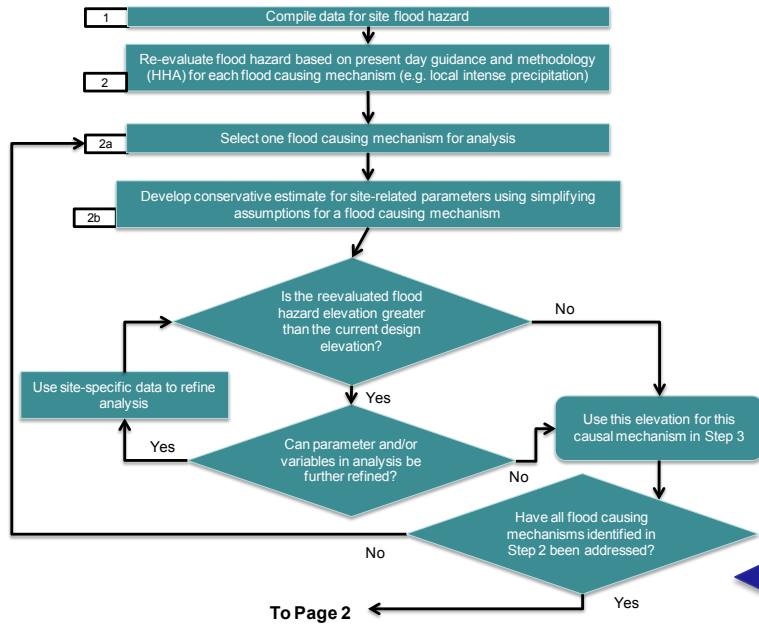 1
Compile data for site flood hazard
Re-evaluate flood hazard based on present day guidance and methodology
(HHA) for each flood causing mechanism (e.g. local intense precipitation)
2
2a
Select one flood causing mechanism for analysis
Develop conservative estimate for site-related parameters using simplifying
assumptions for a flood causing mechanism
2b
Is the reevaluated flood
hazard elevation greater
than the current design
elevation?
No
Yes
Use site-specific data to refine
analysis
Yes
Can parameter and/or
variables in analysis be
further refined?
No
Use this elevation for this
causal mechanism in Step 3
Have all flood causing
mechanisms identified in
Step 2 been addressed?
No
Yes
To Page 2